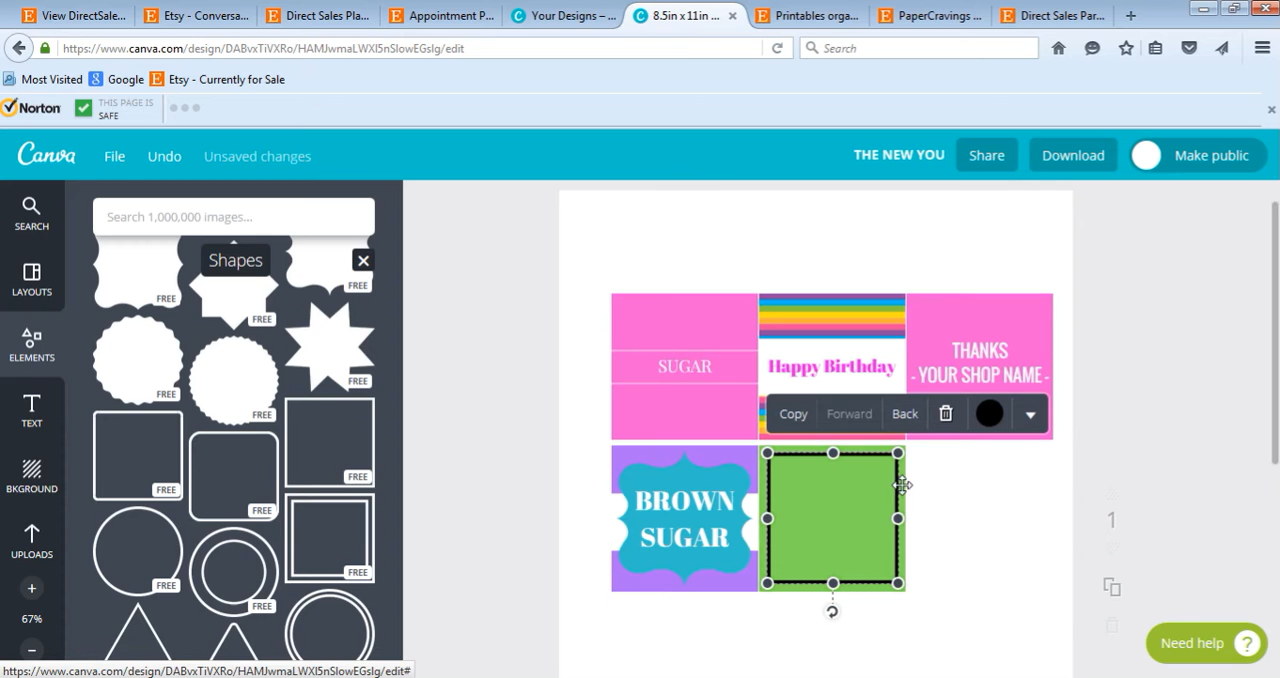 View DirectSale...
Etsy - Conversa...
Direct Sales Pla...
Appointment P...
Your Designs – ...
8.5in x 11in ...
Printables orga...
PaperCravings ...
Direct Sales Par...
https://www.canva.com/design/DABvxTiVXRo/HAMJwmaLWXl5nSlowEGsIg/edit
Search
Most Visited
Google
Etsy - Currently for Sale
Norton
THIS PAGE IS
SAFE
Canva
File
Undo
Unsaved changes
THE NEW YOU
Share
Download
Make public
SEARCH
LAYOUTS
ELEMENTS
TEXT
BKGROUND
UPLOADS
67%
Search 1,000,000 images...
Shapes
FREE
FREE
FREE
FREE
FREE
FREE
FREE
FREE
FREE
FREE
FREE
FREE
SUGAR
Happy Birthday
THANKS
- YOUR SHOP NAME -
Copy
Forward
Back
BROWN
SUGAR
1
Need help ?
https://www.canva.com/design/DABvxTiVXRo/HAMJwmaLWXl5nSlowEGsIg/edit#